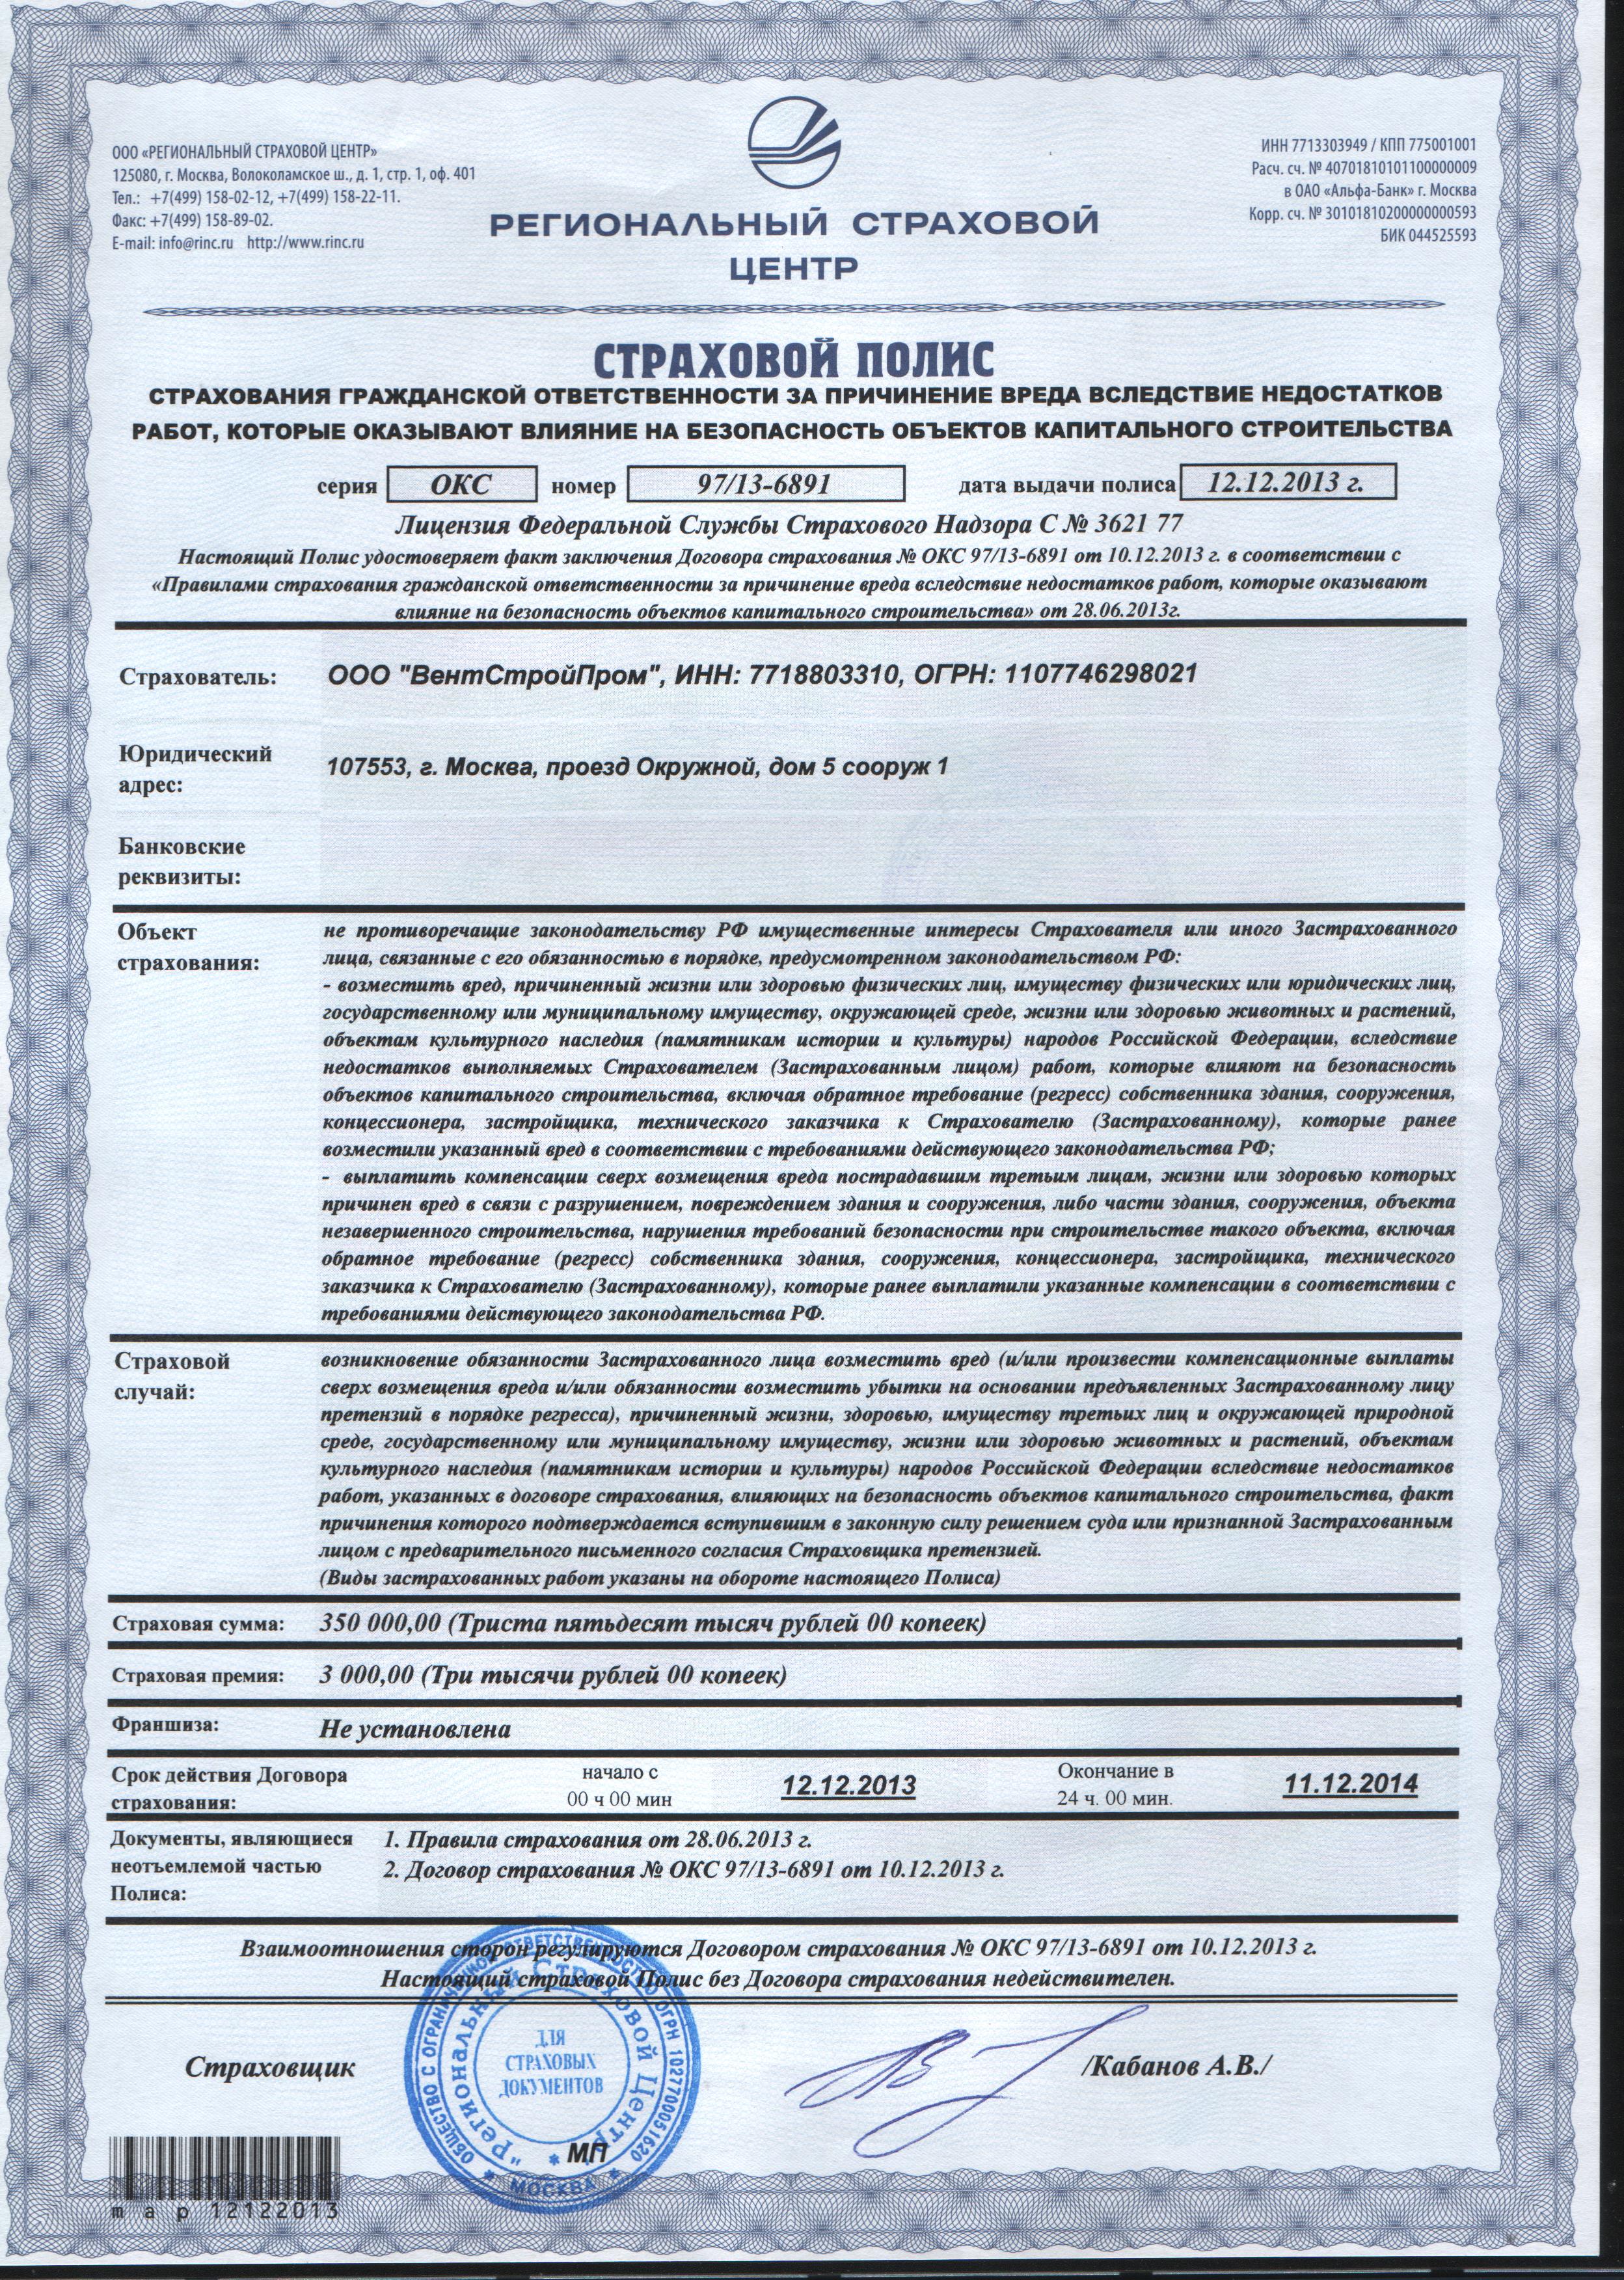 ООО «РЕГИОНАЛЬНЫЙ СТРАХОВОЙ ЦЕНТР»
125080, г. Москва, Волоколамское ш., д. 1, стр. 1, оф. 401
Тел.: +7(499) 158-02-12, +7(499) 158-22-11.
Факс: +7(499) 158-89-02.
E-mail: info@rinc.ru http://www.rinc.ru
ИНН 7713303949 / КПП 775001001
Расч. сч. № 40701810101100000009
в ОАО «Альфа-Банк» г. Москва
Корр. сч. № 30101810200000000593
БИК 044525593
РЕГИОНАЛЬНЫЙ СТРАХОВОЙ
ЦЕНТР
СТРАХОВОЙ ПОЛИС
СТРАХОВАНИЯ ГРАЖДАНСКОЙ ОТВЕТСТВЕННОСТИ ЗА ПРИЧИНЕНИЕ ВРЕДА ВСЛЕДСТВИЕ НЕДОСТАТКОВ
РАБОТ, КОТОРЫЕ ОКАЗЫВАЮТ ВЛИЯНИЕ НА БЕЗОПАСНОСТЬ ОБЪЕКТОВ КАПИТАЛЬНОГО СТРОИТЕЛЬСТВА
серия ОКС номер 97/13-6891 дата выдачи полиса 12.12.2013 г.
Лицензия Федеральной Службы Страхового Надзора С № 3621 77
Настоящий Полис удостоверяет факт заключения Договора страхования № ОКС 97/13-6891 от 10.12.2013 г. в соответствии с
«Правилами страхования гражданской ответственности за причинение вреда вследствие недостатков работ, которые оказывают
влияние на безопасность объектов капитального строительства» от 28.06.2013г.
Страхователь: ООО "ВентСтройПром", ИНН: 7718803310, ОГРН: 1107746298021
Юридический
адрес:
107553, г. Москва, проезд Окружной, дом 5 сооруж 1
Банковские
реквизиты:
Объект
страхования:
не противоречащие законодательству РФ имущественные интересы Страхователя или иного Застрахованного
лица, связанные с его обязанностью в порядке, предусмотренном законодательством РФ:
- возместить вред, причиненный жизни или здоровью физических лиц, имуществу физических или юридических лиц,
государственному или муниципальному имуществу, окружающей среде, жизни или здоровью животных и растений,
объектам культурного наследия (памятникам истории и культуры) народов Российской Федерации, вследствие
недостатков выполняемых Страхователем (Застрахованным лицом) работ, которые влияют на безопасность
объектов капитального строительства, включая обратное требование (регресс) собственника здания, сооружения,
концессионера, застройщика, технического заказчика к Страхователю (Застрахованному), которые ранее
возместили указанный вред в соответствии с требованиями действующего законодательства РФ;
- выплатить компенсации сверх возмещения вреда пострадавшим третьим лицам, жизни или здоровью которых
причинен вред в связи с разрушением, повреждением здания и сооружения, либо части здания, сооружения, объекта
незавершенного строительства, нарушения требований безопасности при строительстве такого объекта, включая
обратное требование (регресс) собственника здания, сооружения, концессионера, застройщика, технического
заказчика к Страхователю (Застрахованному), которые ранее выплатили указанные компенсации в соответствии с
требованиями действующего законодательства РФ.
Страховой
случай:
возникновение обязанности Застрахованного лица возместить вред (и/или произвести компенсационные выплаты
сверх возмещения вреда и/или обязанности возместить убытки на основании предъявленных Застрахованному лицу
претензий в порядке регресса), причиненный жизни, здоровью, имуществу третьих лиц и окружающей природной
среде, государственному или муниципальному имуществу, жизни или здоровью животных и растений, объектам
культурного наследия (памятникам истории и культуры) народов Российской Федерации вследствие недостатков
работ, указанных в договоре страхования, влияющих на безопасность объектов капитального строительства, факт
причинения которого подтверждается вступившим в законную силу решением суда или признанной Застрахованным
лицом с предварительного письменного согласия Страховщика претензией.
(Виды застрахованных работ указаны на обороте настоящего Полиса)
Страховая сумма: 350 000,00 (Триста пятьдесят тысяч рублей 00 копеек)
Страховая премия: 3 000,00 (Три тысячи рублей 00 копеек)
Франшиза: Не установлена
Срок действия Договора
страхования:
начало с
00 ч 00 мин
12.12.2013
Окончание в
24 ч. 00 мин.
11.12.2014
Документы, являющиеся
неотъемлемой частью
Полиса:
1. Правила страхования от 28.06.2013 г.
2. Договор страхования № ОКС 97/13-6891 от 10.12.2013 г.
Взаимоотношения сторон регулируются Договором страхования № ОКС 97/13-6891 от 10.12.2013 г.
Настоящий страховой Полис без Договора страхования недействителен.
Страховщик
/Кабанов А.В./
ОБЩЕСТВО С ОГРАНИЧЕННОЙ ОТВЕТСТВЕННОСТЬЮ ОГРН 1027700051620
"Региональный Страховой Центр"
ДЛЯ
СТРАХОВЫХ
ДОКУМЕНТОВ
МОСКВА
МП
map 12122013